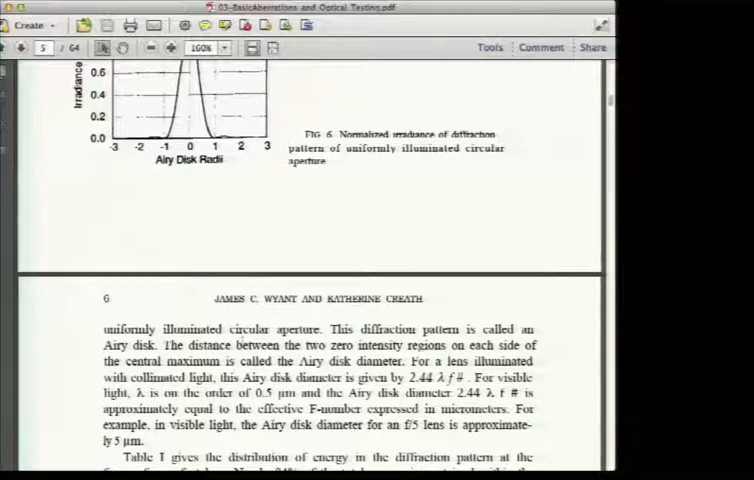 03-BasicAberrations and Optical Testing.pdf
Create
5 / 64 160% Tools Comment Share
Irradiance
0.6
0.4
0.2
0.0
-3 -2 -1 0 1 2 3
Airy Disk Radii
FIG 6. Normalized irradiance of diffraction
pattern of uniformly illuminated circular
aperture
6 JAMES C. WYANT AND KATHERINE CREATH
uniformly illuminated circular aperture. This diffraction pattern is called an
Airy disk. The distance between the two zero intensity regions on each side of
the central maximum is called the Airy disk diameter. For a lens illuminated
with collimated light, this Airy disk diameter is given by 2.44 λ f # . For visible
light, λ is on the order of 0.5 μm and the Airy disk diameter 2.44 λ f # is
approximately equal to the effective F-number expressed in micrometers. For
example, in visible light, the Airy disk diameter for an f/5 lens is approximate-
ly 5 μm.
Table I gives the distribution of energy in the diffraction pattern at the